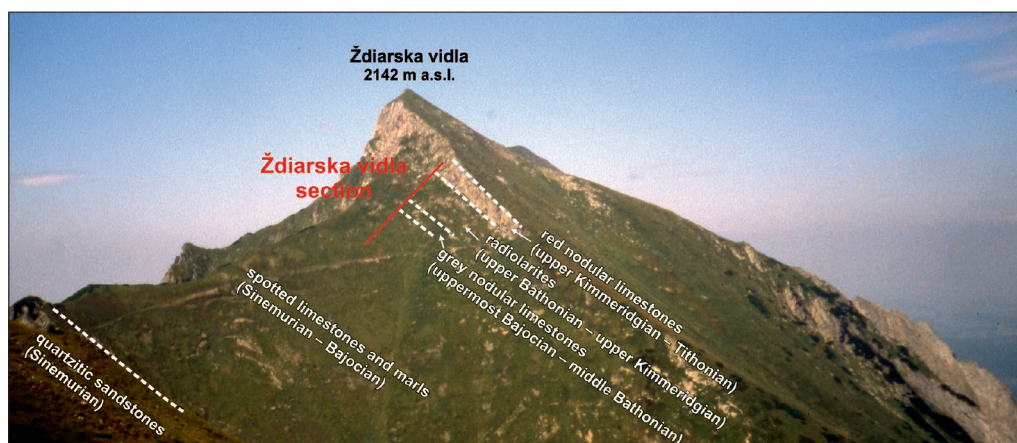 Ždiarska vidla
2142 m a.s.l.
Ždiarska vidla
section
red nodular limestones
(upper Kimmeridgian – Tithonian)
radiolarites
(upper Bathonian – upper Kimmeridgian)
grey nodular limestones
(uppermost Bajocian – middle Bathonian)
spotted limestones and marls
(Sinemurian – Bajocian)
quartzitic sandstones
(Sinemurian)